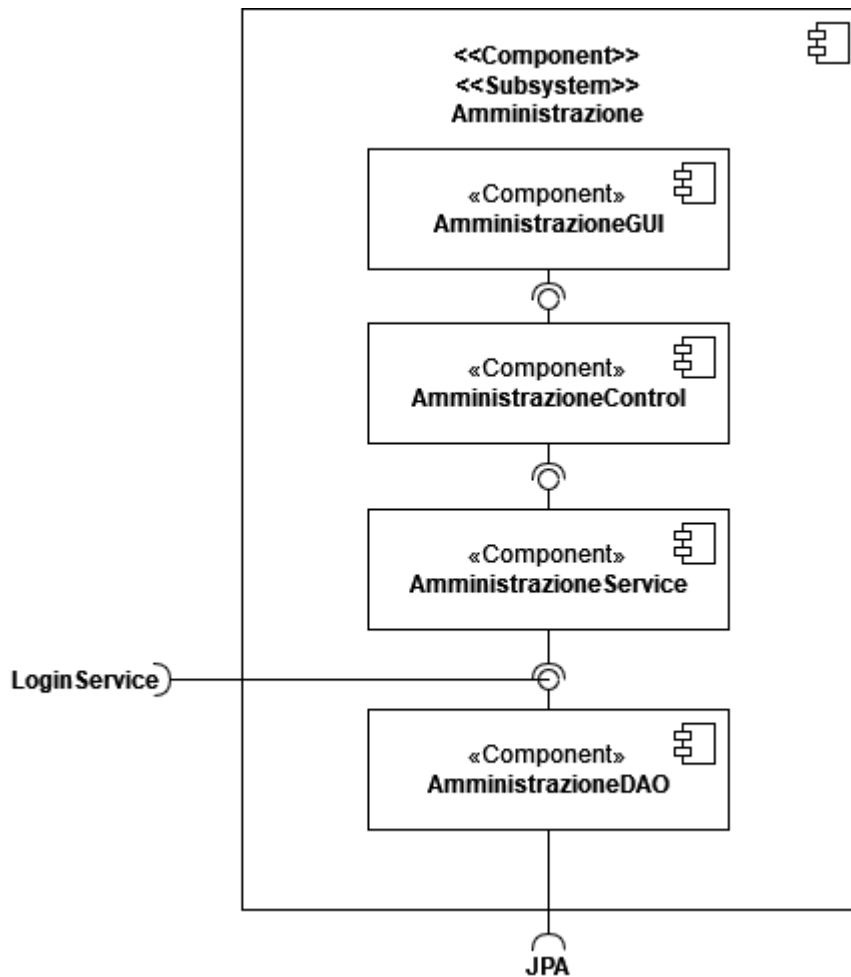 <<Component>>
<<Subsystem>>
Amministrazione
«Component»
AmministrazioneGUI
«Component»
AmministrazioneControl
«Component»
AmministrazioneService
LoginService
«Component»
AmministrazioneDAO
JPA